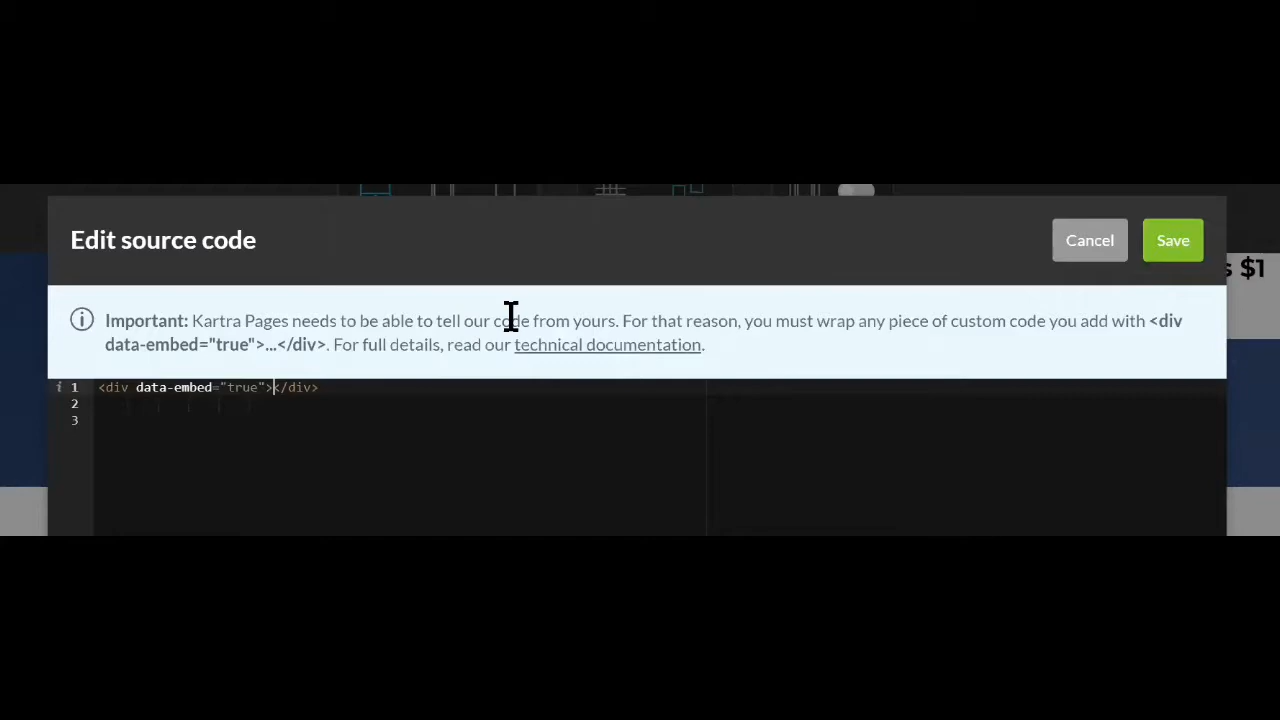 s $1
Edit source code
Cancel
Save
Important: Kartra Pages needs to be able to tell our code from yours. For that reason, you must wrap any piece of custom code you add with <div
data-embed="true">...</div>. For full details, read our technical documentation.
i 1 <div data-embed="true"></div>
2
3